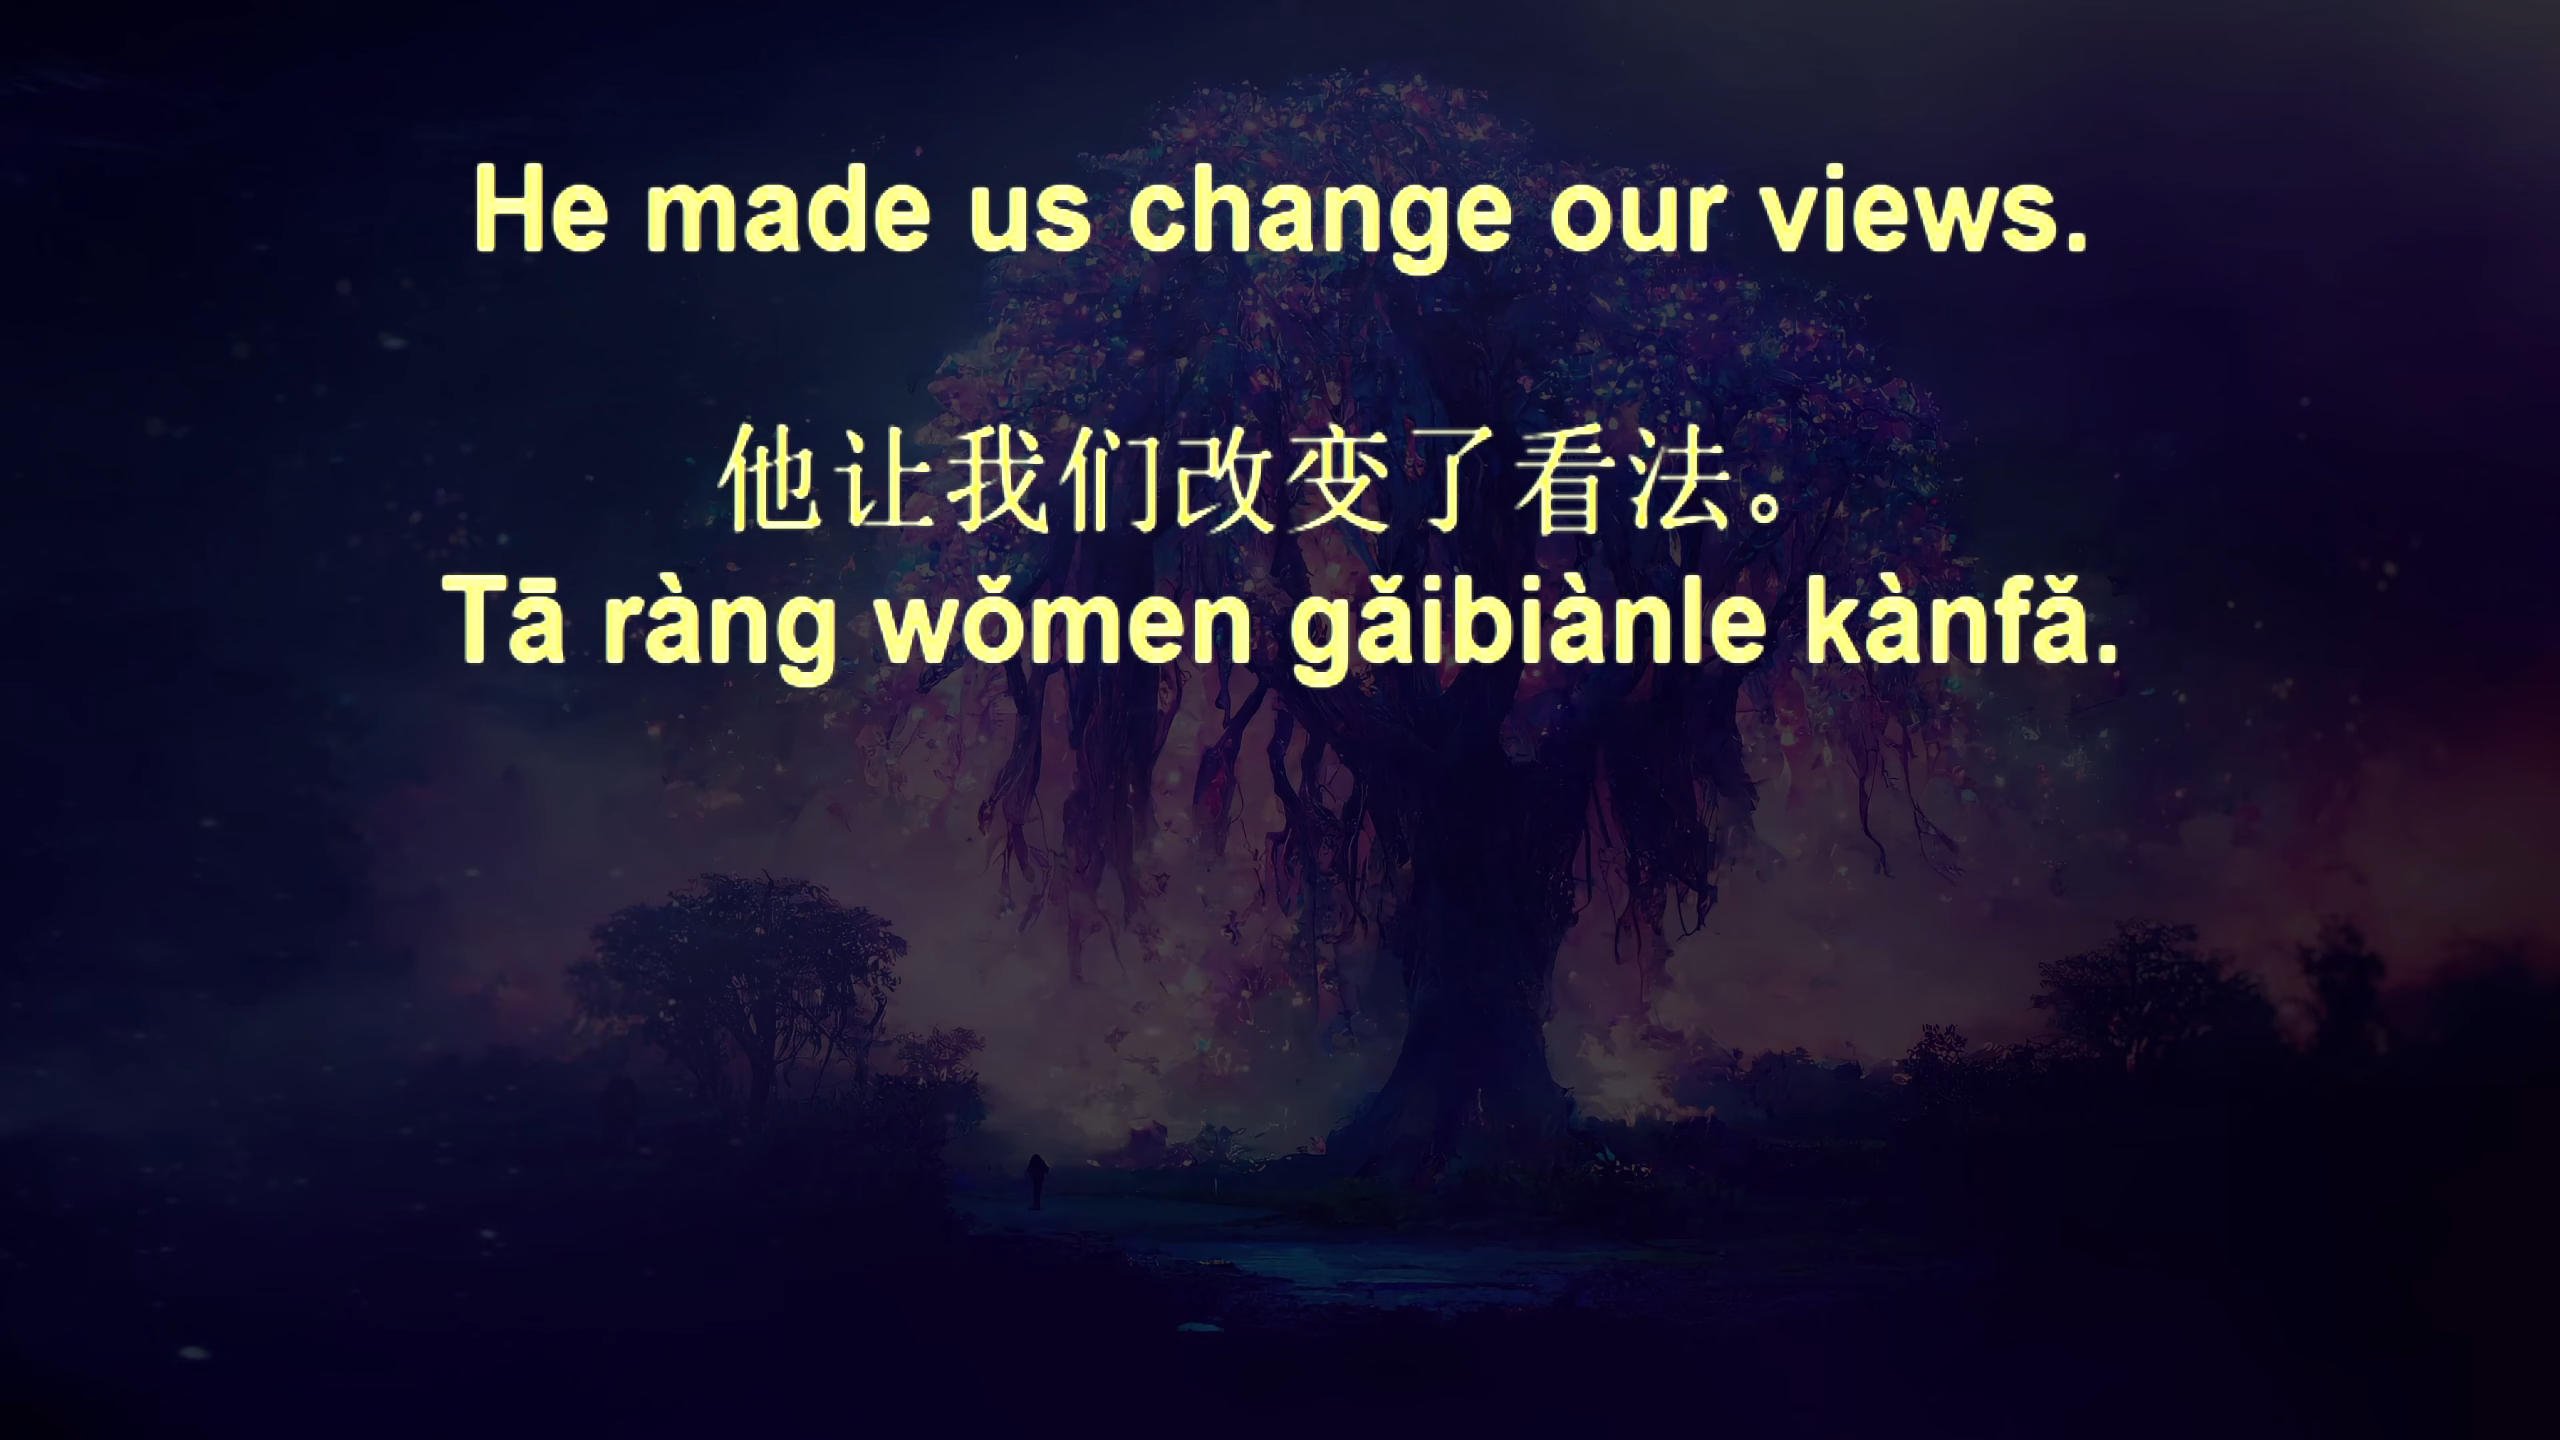 He made us change our views.
他让我们改变了看法。
Tā ràng wǒmen gǎibiànle kànfǎ.